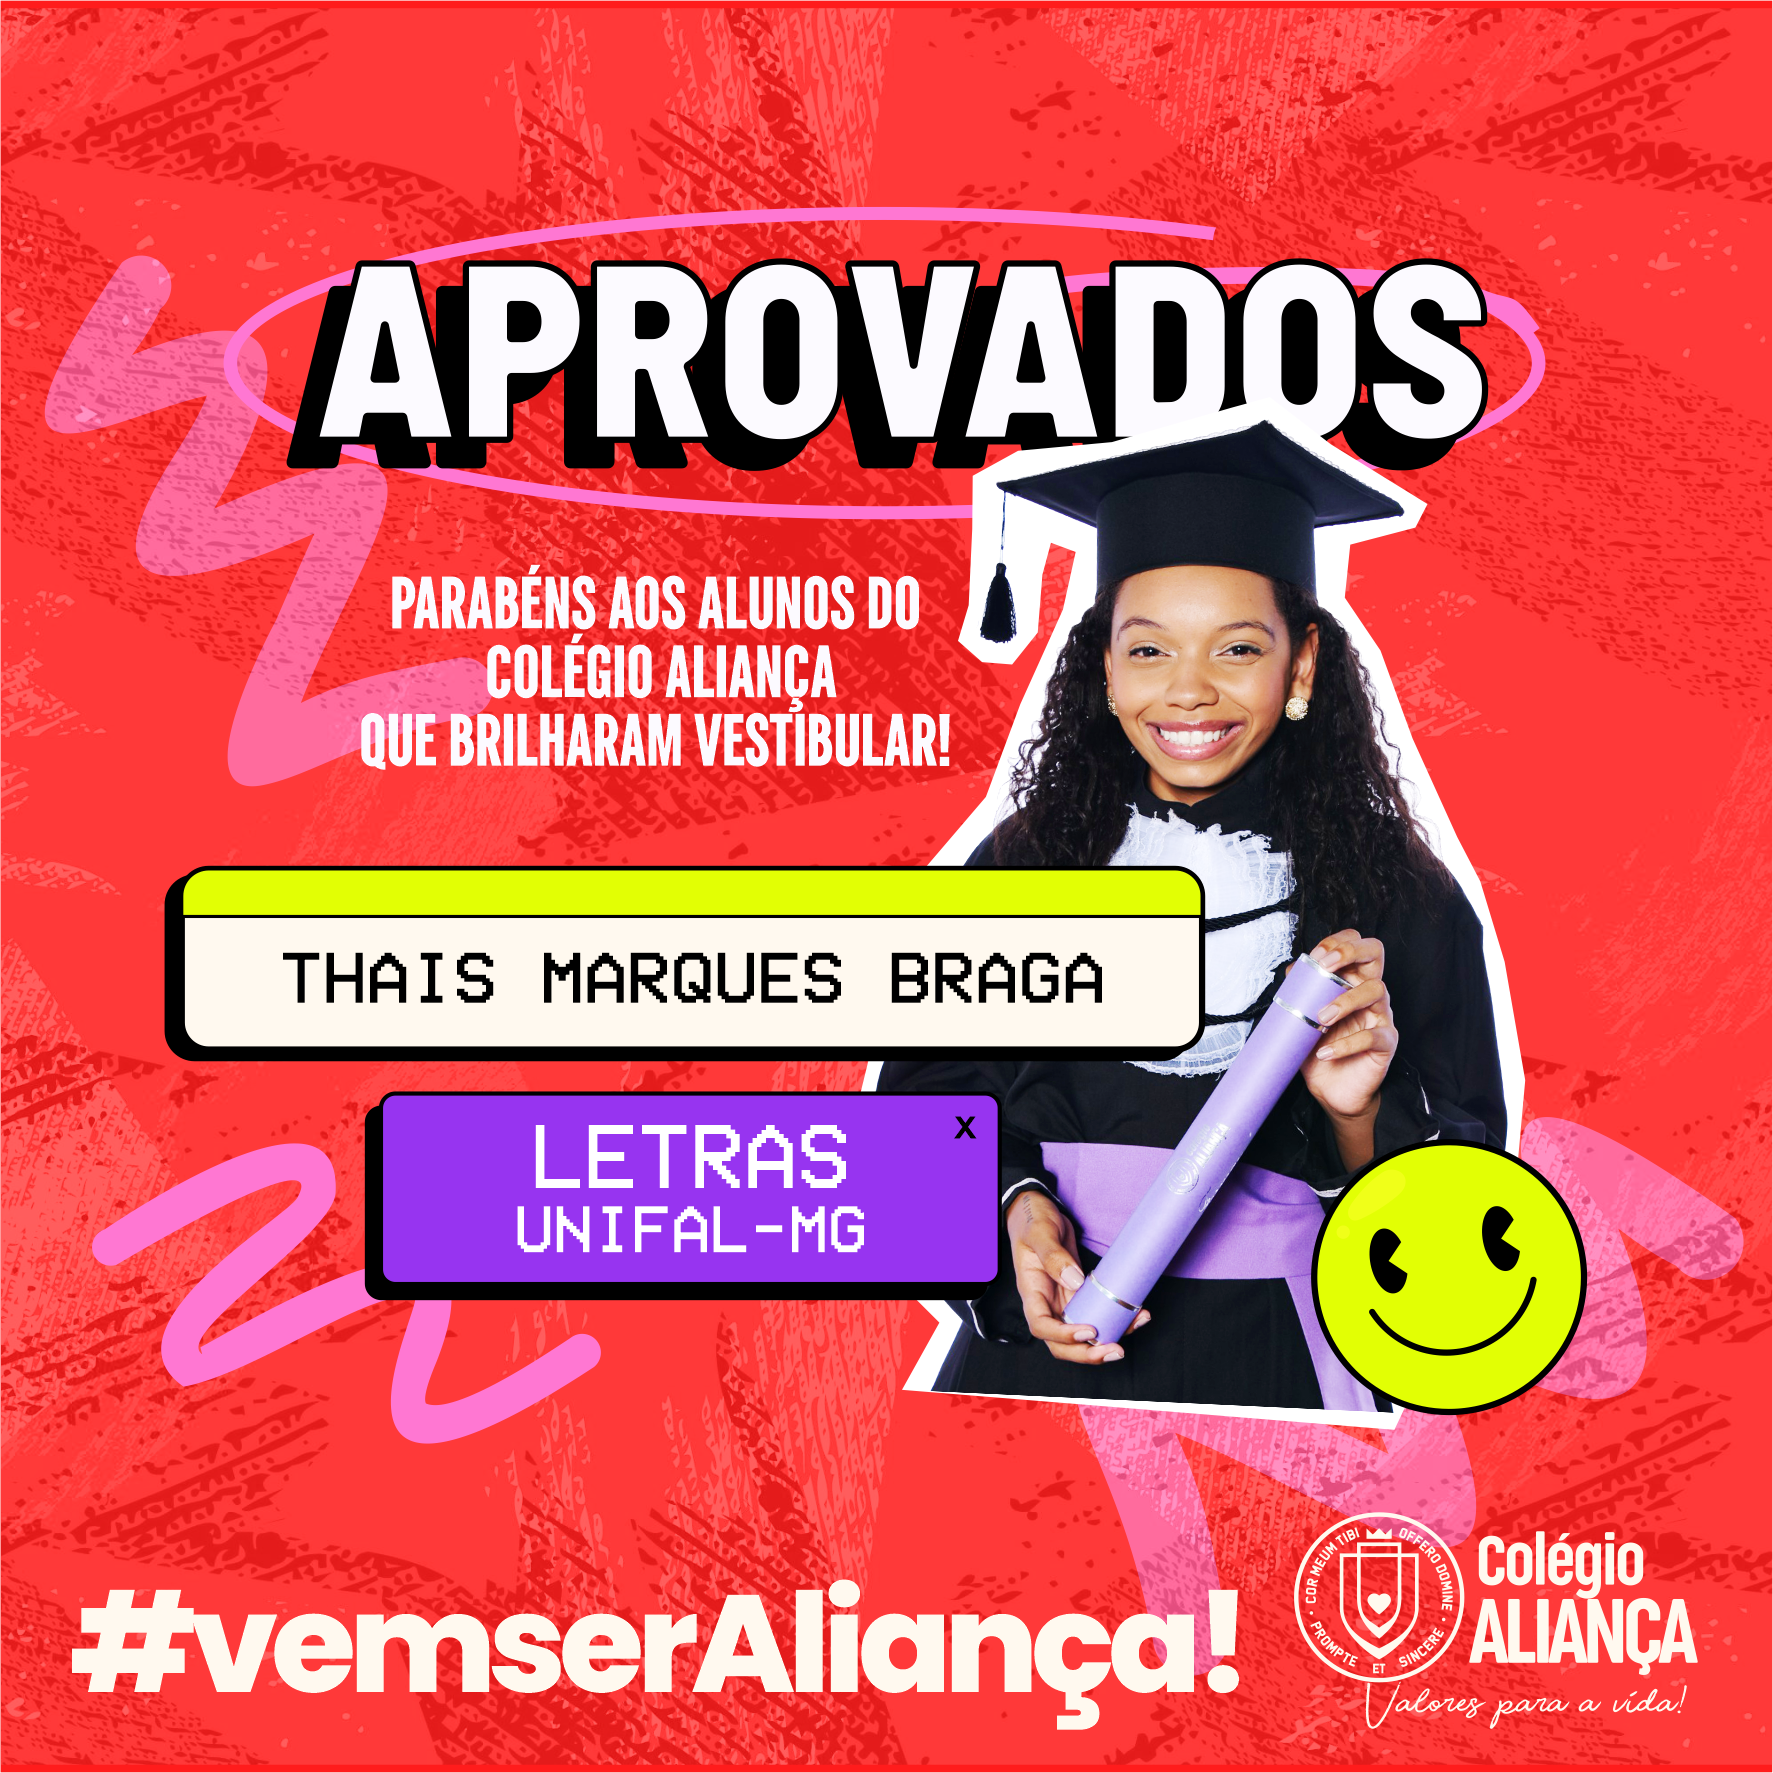 APROVADOS
PARABÉNS AOS ALUNOS DO
COLÉGIO ALIANÇA
QUE BRILHARAM VESTIBULAR!
THAIS MARQUES BRAGA
X
LETRAS
UNIFAL-MG
ALIANÇA
#vemserAliança!
COR MEUM TIBI OFFERO DOMINE
PROMPTE ET SINCERE
Colégio
ALIANÇA
Valores para a vida!